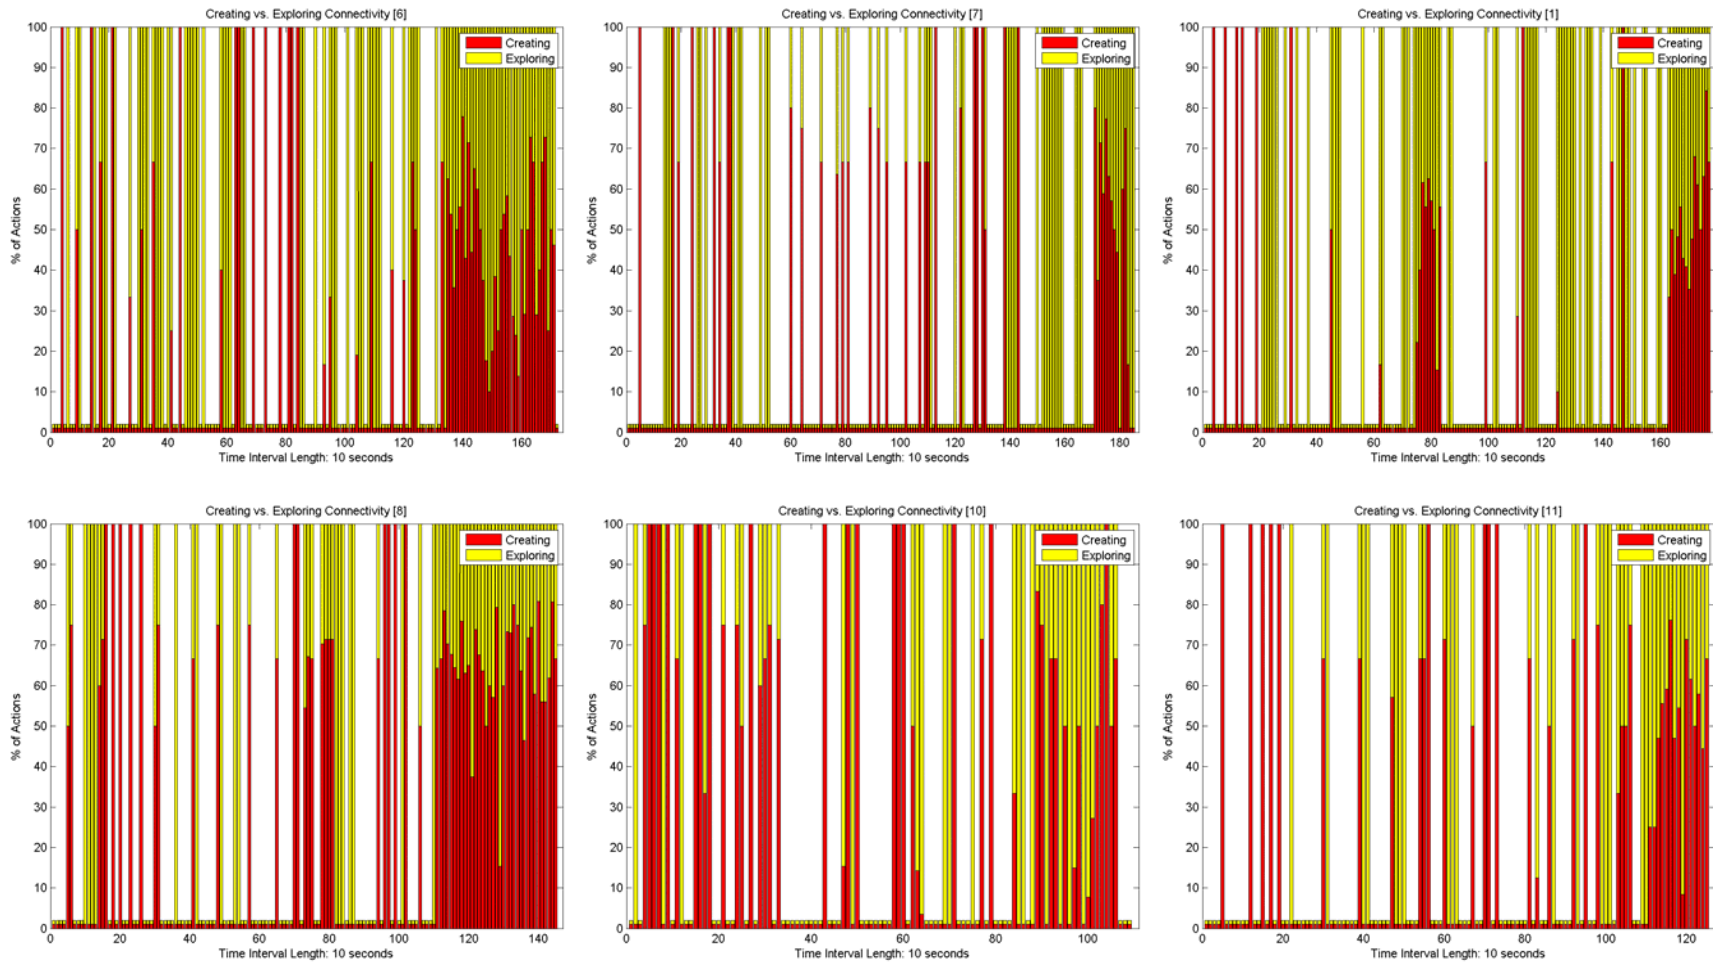 Creating vs. Exploring Connectivity [6]
% of Actions
100
90
80
70
60
50
40
30
20
10
0
0 20 40 60 80 100 120 140 160
Time Interval Length: 10 seconds
Creating
Exploring
Creating vs. Exploring Connectivity [7]
% of Actions
100
90
80
70
60
50
40
30
20
10
0
0 20 40 60 80 100 120 140 160 180
Time Interval Length: 10 seconds
Creating
Exploring
Creating vs. Exploring Connectivity [1]
% of Actions
100
90
80
70
60
50
40
30
20
10
0
0 20 40 60 80 100 120 140 160
Time Interval Length: 10 seconds
Creating
Exploring
Creating vs. Exploring Connectivity [8]
% of Actions
100
90
80
70
60
50
40
30
20
10
0
0 20 40 60 80 100 120 140
Time Interval Length: 10 seconds
Creating
Exploring
Creating vs. Exploring Connectivity [10]
% of Actions
100
90
80
70
60
50
40
30
20
10
0
0 20 40 60 80 100
Time Interval Length: 10 seconds
Creating
Exploring
Creating vs. Exploring Connectivity [11]
% of Actions
100
90
80
70
60
50
40
30
20
10
0
0 20 40 60 80 100 120
Time Interval Length: 10 seconds
Creating
Exploring